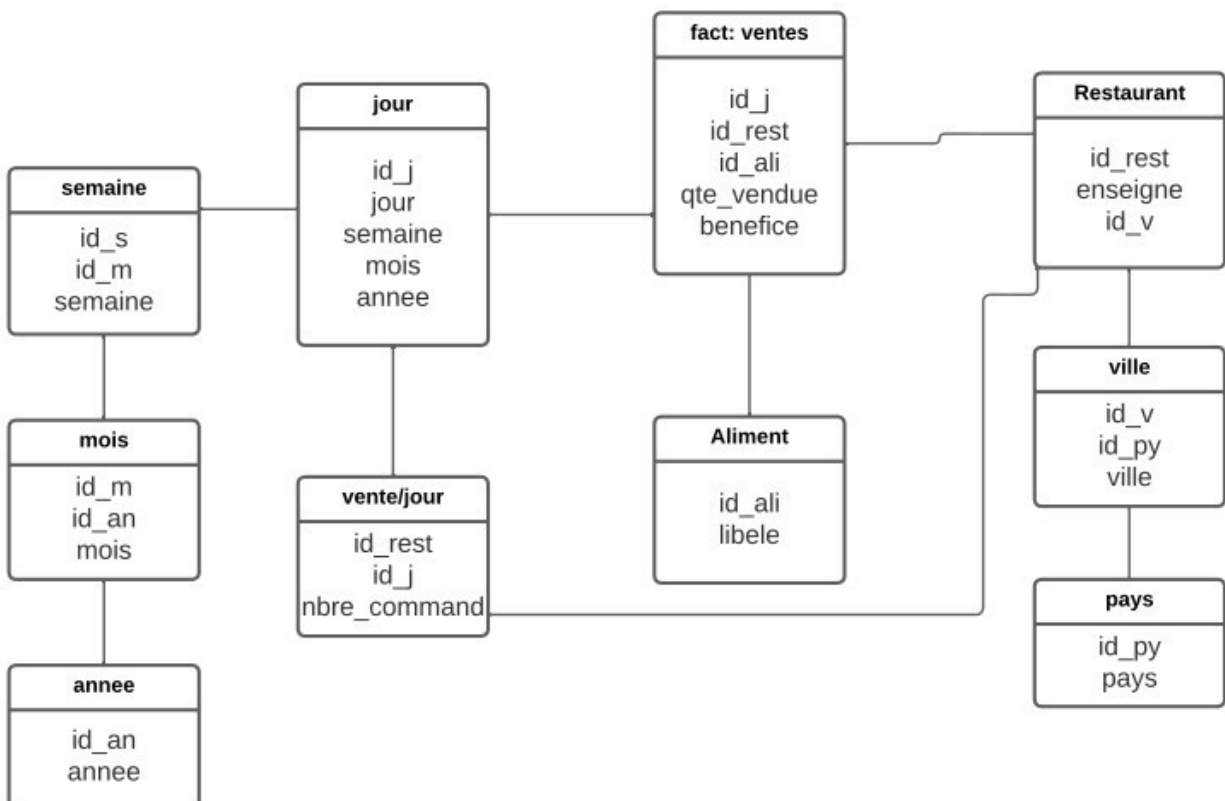 fact: ventes
id_j
id_rest
id_ali
qte_vendue
benefice
jour
id_j
jour
semaine
mois
annee
Restaurant
id_rest
enseigne
id_v
semaine
id_s
id_m
semaine
mois
id_m
id_an
mois
vente/jour
id_rest
id_j
nbre_command
Aliment
id_ali
libele
ville
id_v
id_py
ville
pays
id_py
pays
annee
id_an
annee